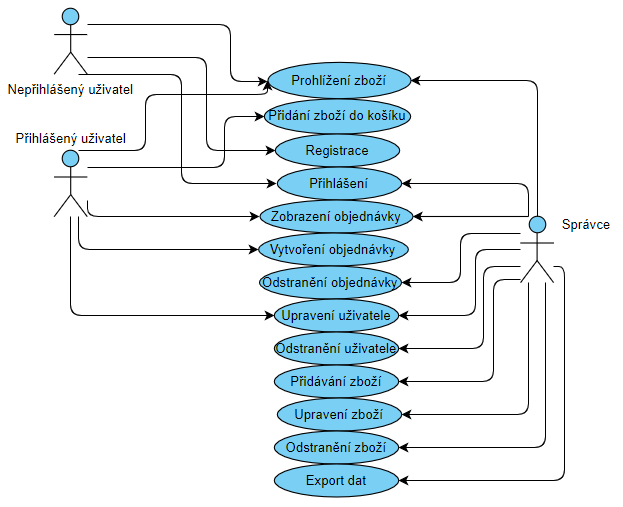 Nepřihlášený uživatel
Přihlášený uživatel
Správce
Prohlížení zboží
Přidání zboží do košíku
Registrace
Přihlášení
Zobrazení objednávky
Vytvoření objednávky
Odstranění objednávky
Upravení uživatele
Odstranění uživatele
Přidávání zboží
Upravení zboží
Odstranění zboží
Export dat